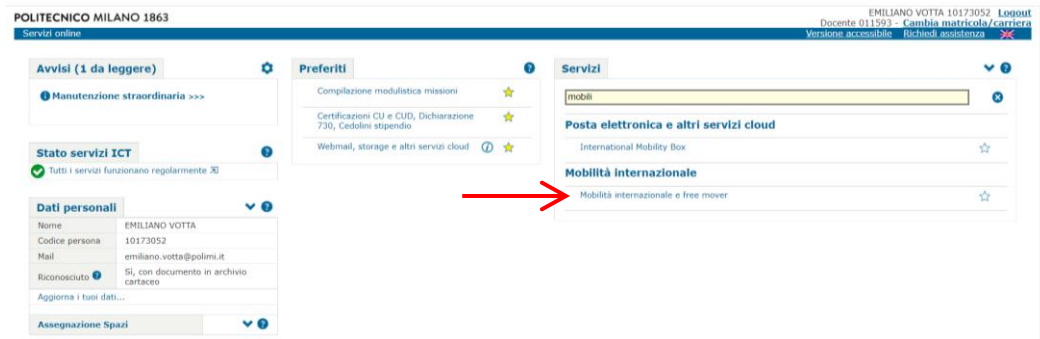 POLITECNICO MILANO 1863
EMILIANO VOTTA 10173052 Logout
Docente 011593 - Cambia matricola/carriera
Servizi online
Versione accessibile Richiedi assistenza
Avvisi (1 da leggere)
Manutenzione straordinaria >>>
Stato servizi ICT
Tutti i servizi funzionano regolarmente
Dati personali
Nome EMILIANO VOTTA
Codice persona 10173052
Mail emiliano.votta@polimi.it
Riconosciuto Sì, con documento in archivio
cartaceo
Aggiorna i tuoi dati...
Assegnazione Spazi
Preferiti
Compilazione modulistica missioni
Certificazioni CU e CUD, Dichiarazione
730, Cedolini stipendio
Webmail, storage e altri servizi cloud
Servizi
mobili
Posta elettronica e altri servizi cloud
International Mobility Box
Mobilità internazionale
Mobilità internazionale e free mover